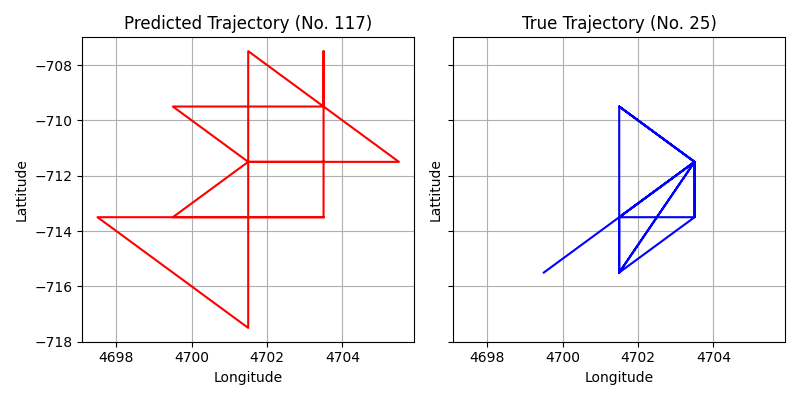 Predicted Trajectory (No. 117)
True Trajectory (No. 25)
Lattitude
−708
−710
−712
−714
−716
−718
4698
4700
4702
4704
Longitude
Lattitude
4698
4700
4702
4704
Longitude